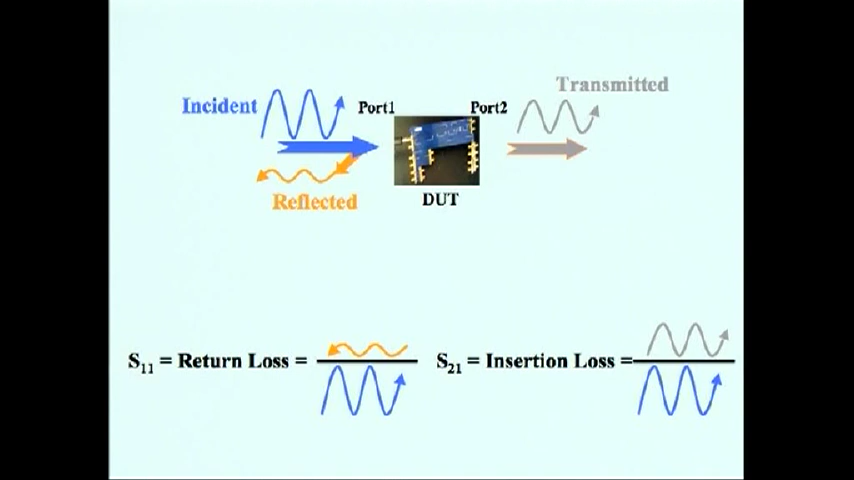 Transmitted
Incident
Port1
Port2
Reflected
DUT
S₁₁ = Return Loss =
S₂₁ = Insertion Loss =